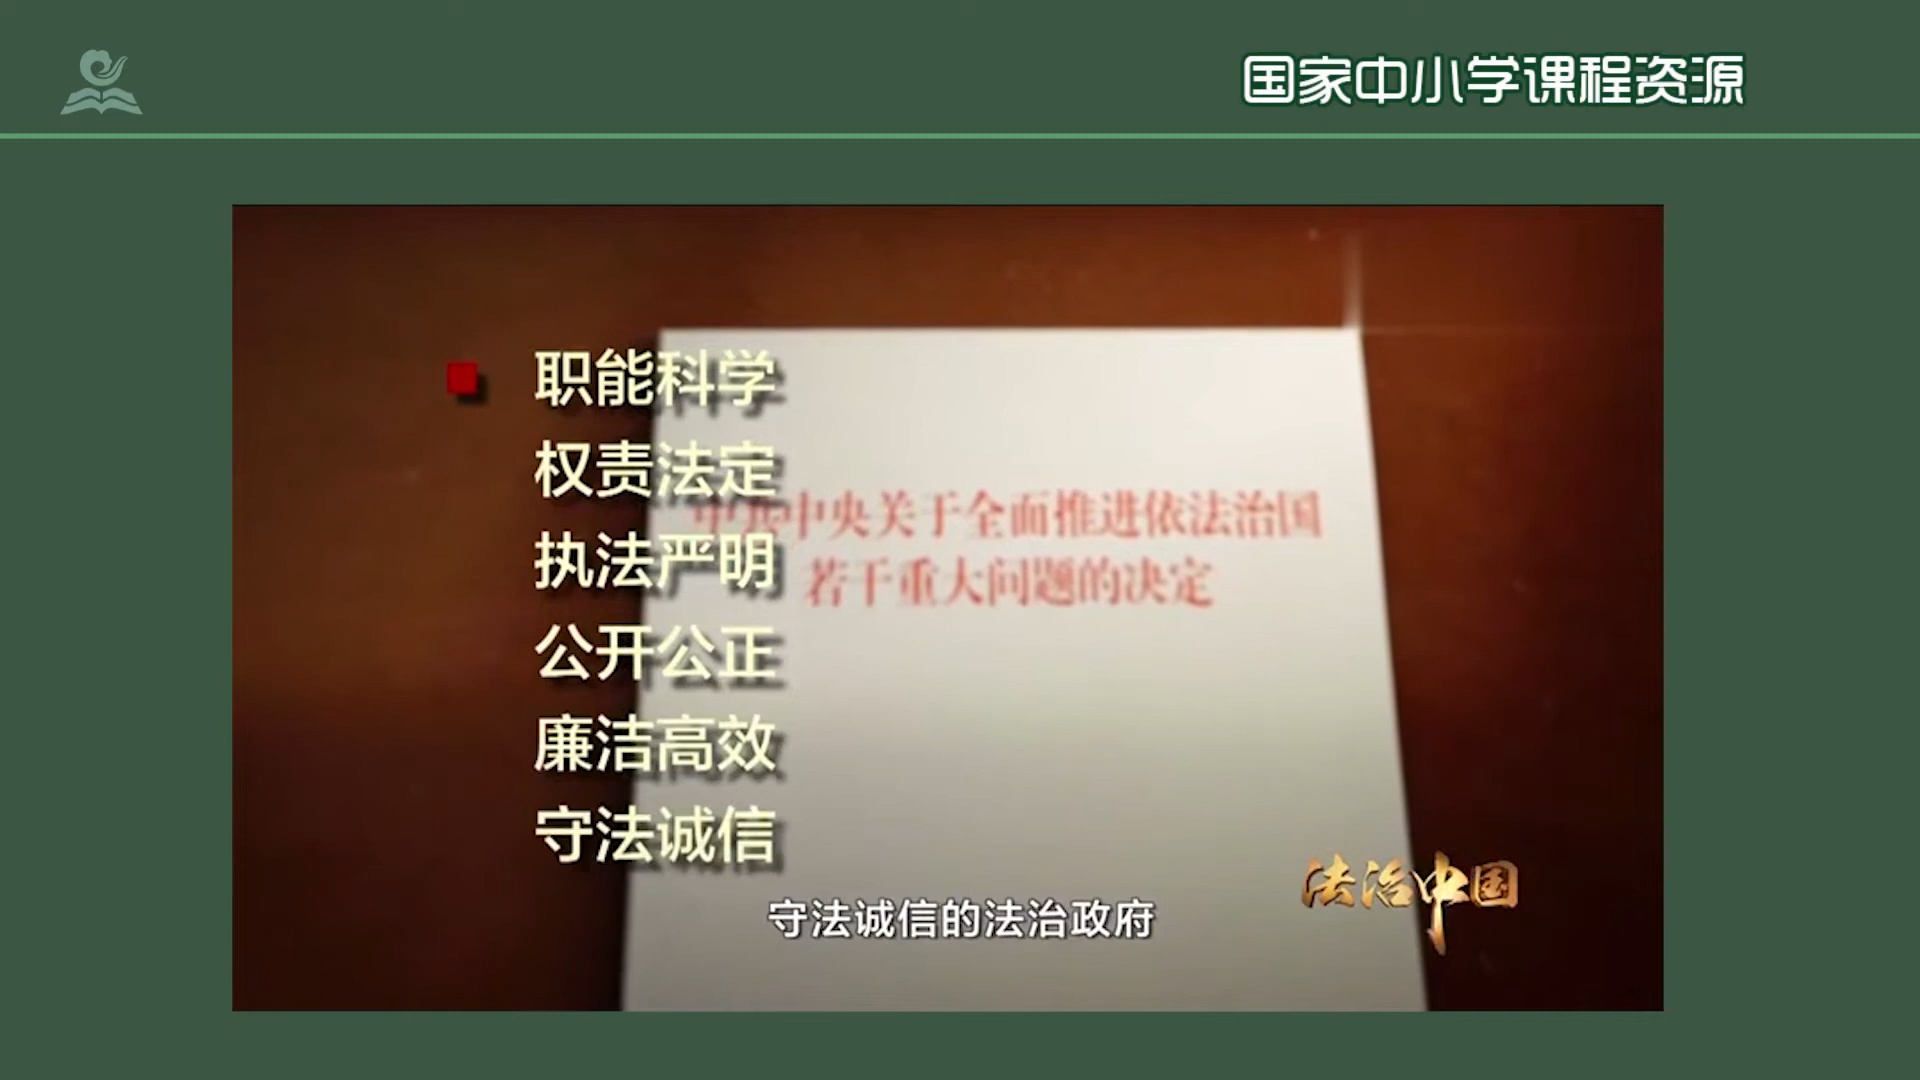 国家中小学课程资源
职能科学
权责法定
中共中央关于全面推进依法治国
执法严明
若干重大问题的决定
公开公正
廉洁高效
守法诚信
法治中国
守法诚信的法治政府